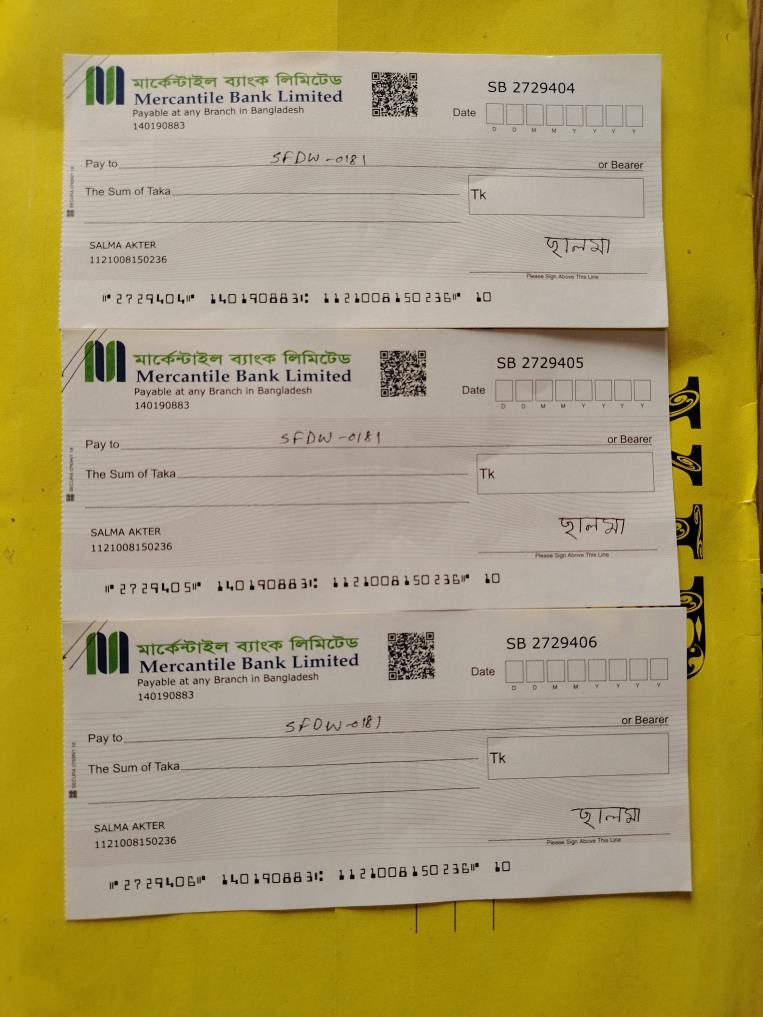 মার্কেন্টাইল ব্যাংক লিমিটেড
Mercantile Bank Limited
Payable at any Branch in Bangladesh
140190883
SB 2729404
Date
D D M M Y Y Y Y
Pay to SFDW-0181 or Bearer
The Sum of Taka
Tk
SALMA AKTER
1121008150236
ছালমা
Please Sign Above This Line
⑈2729404⑈ 140190883⑆ 1121008150236⑈ 10
মার্কেন্টাইল ব্যাংক লিমিটেড
Mercantile Bank Limited
Payable at any Branch in Bangladesh
140190883
SB 2729405
Date
D D M M Y Y Y Y
Pay to SFDW-0181 or Bearer
The Sum of Taka
Tk
SALMA AKTER
1121008150236
ছালমা
Please Sign Above This Line
⑈2729405⑈ 140190883⑆ 1121008150236⑈ 10
মার্কেন্টাইল ব্যাংক লিমিটেড
Mercantile Bank Limited
Payable at any Branch in Bangladesh
140190883
SB 2729406
Date
D D M M Y Y Y Y
Pay to SFDW-0181 or Bearer
The Sum of Taka
Tk
SALMA AKTER
1121008150236
ছালমা
Please Sign Above This Line
⑈2729406⑈ 140190883⑆ 1121008150236⑈ 10